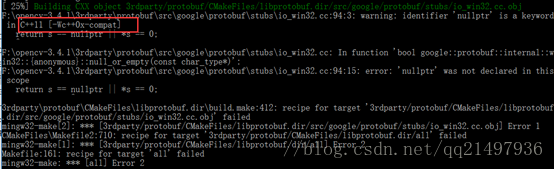 [ 25%] Building CXX object 3rdparty/protobuf/CMakeFiles/libprotobuf.dir/src/google/protobuf/stubs/io_win32.cc.obj
F:\opencv-3.4.1\3rdparty\protobuf\src\google\protobuf\stubs\io_win32.cc:94:3: warning: identifier 'nullptr' is a keyword
in C++11 [-Wc++0x-compat]
return s == nullptr || *s == 0;
F:\opencv-3.4.1\3rdparty\protobuf\src\google\protobuf\stubs\io_win32.cc: In function 'bool google::protobuf::internal::win32::{anonymous}::null_or_empty(const char_type*)':
F:\opencv-3.4.1\3rdparty\protobuf\src\google\protobuf\stubs\io_win32.cc:94:15: error: 'nullptr' was not declared in this
scope
return s == nullptr || *s == 0;
3rdparty\protobuf\CMakeFiles\libprotobuf.dir\build.make:412: recipe for target '3rdparty/protobuf/CMakeFiles/libprotobuf
.dir/src/google/protobuf/stubs/io_win32.cc.obj' failed
mingw32-make[2]: *** [3rdparty/protobuf/CMakeFiles/libprotobuf.dir/src/google/protobuf/stubs/io_win32.cc.obj] Error 1
CMakeFiles\Makefile2:710: recipe for target '3rdparty/protobuf/CMakeFiles/libprotobuf.dir/all' failed
mingw32-make[1]: *** [3rdparty/protobuf/CMakeFiles/libprotobuf.dir/all] Error 2
Makefile:161: recipe for target 'all' failed
mingw32-make: *** [all] Error 2
https://blog.csdn.net/qq21497936